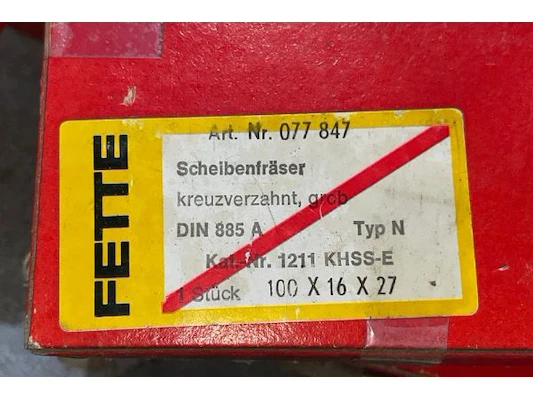 FETTE
Art. Nr. 077 847
Scheibenfräser
kreuzverzahnt, grob
DIN 885 A Typ N
Kat.-Nr. 1211 KHSS-E
1 Stück 100 X 16 X 27